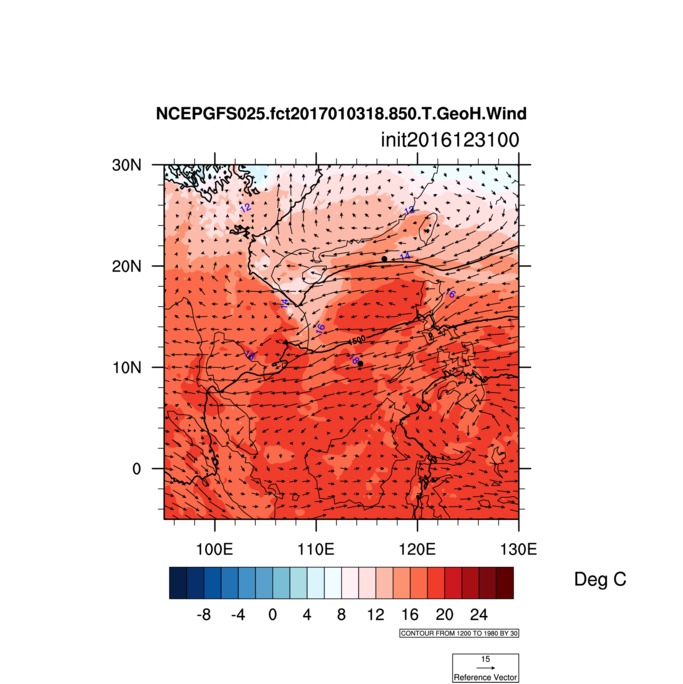 NCEPGFS025.fct2017010318.850.T.GeoH.Wind
init2016123100
30N
12
12
20N
14
16
14
16
1500
10N
0
100E 110E 120E 130E
-8 -4 0 4 8 12 16 20 24
Deg C
CONTOUR FROM 1200 TO 1980 BY 30
15
Reference Vector